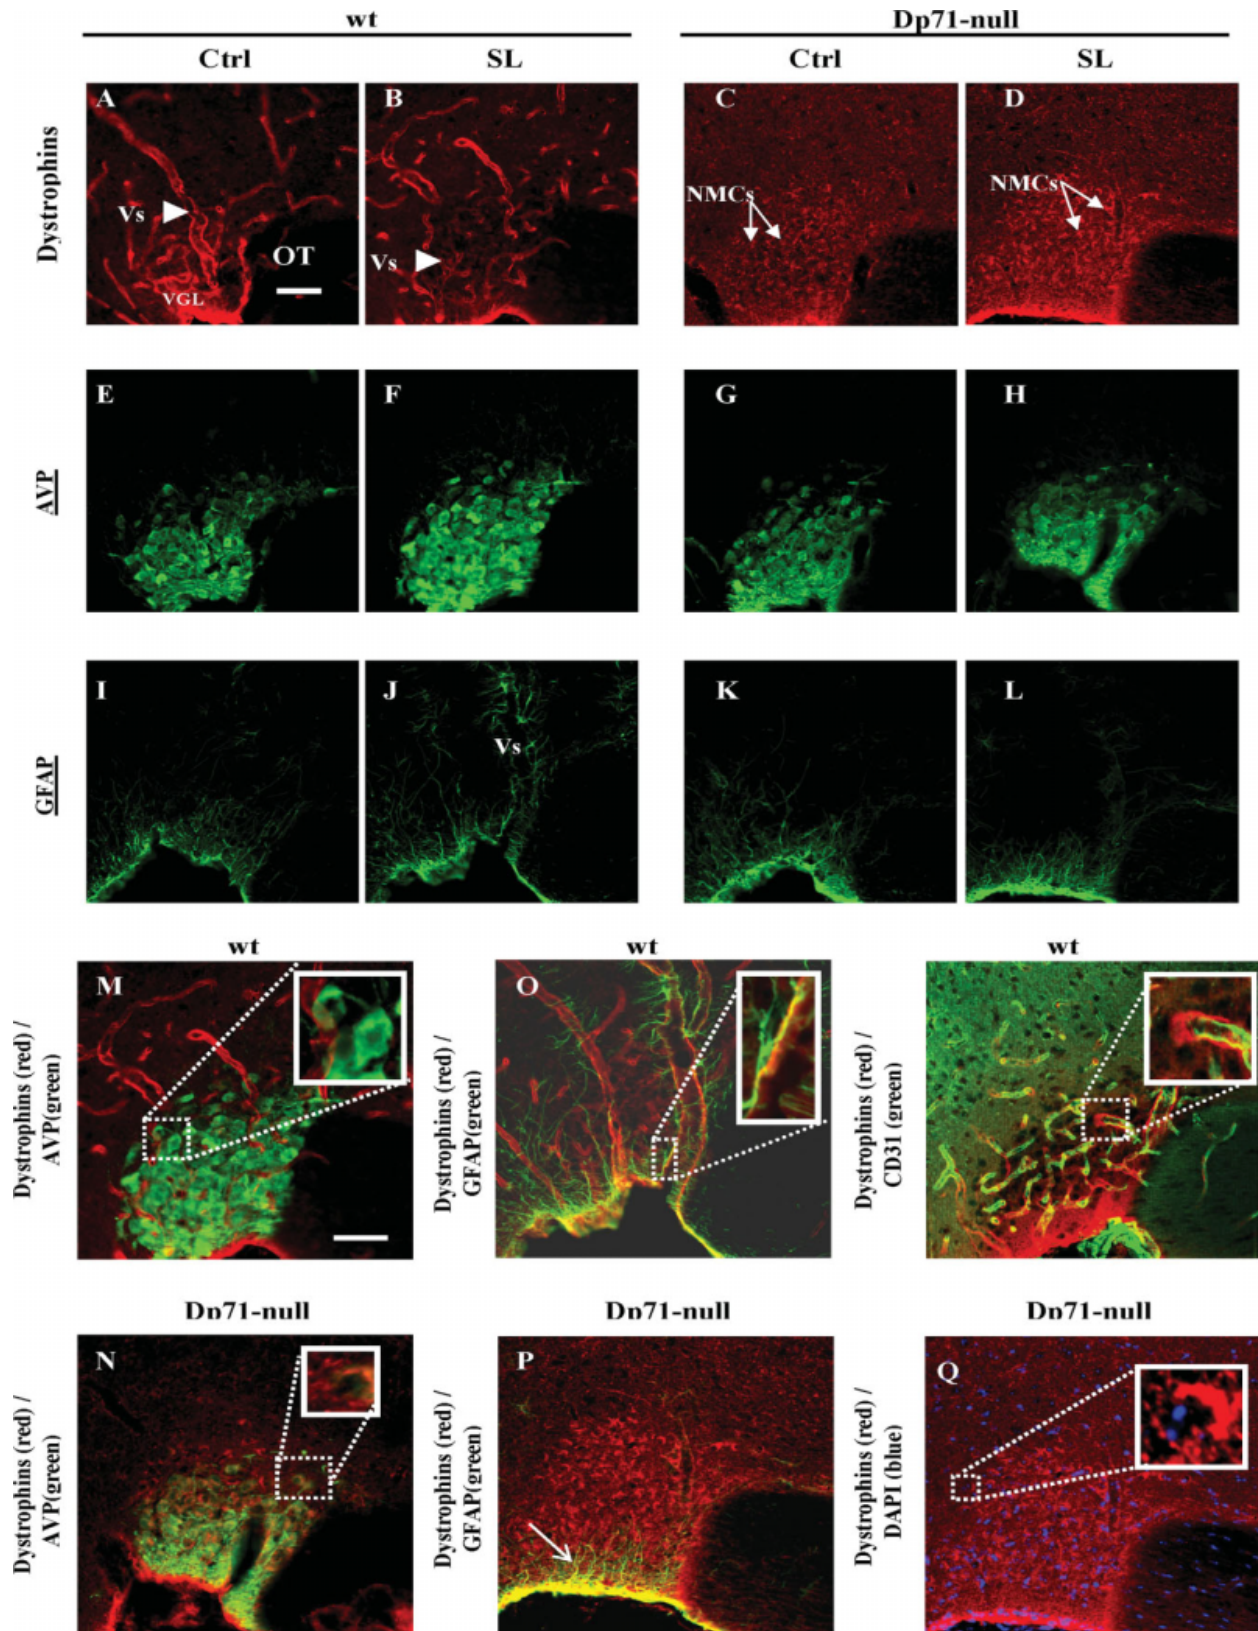 wt Dp71-null
Ctrl SL Ctrl SL
Dystrophins
A B C D
Vs OT VGL
Vs
NMCs
NMCs
AVP
E F G H
GFAP
I J K L
Vs
wt wt wt
Dystrophins (red) /
AVP(green)
M
Dystrophins (red) /
GFAP(green)
O
Dystrophins (red) /
CD31 (green)
Dp71-null Dp71-null Dp71-null
Dystrophins (red) /
AVP(green)
N
Dystrophins (red) /
GFAP(green)
P
Dystrophins (red) /
DAPI (blue)
Q